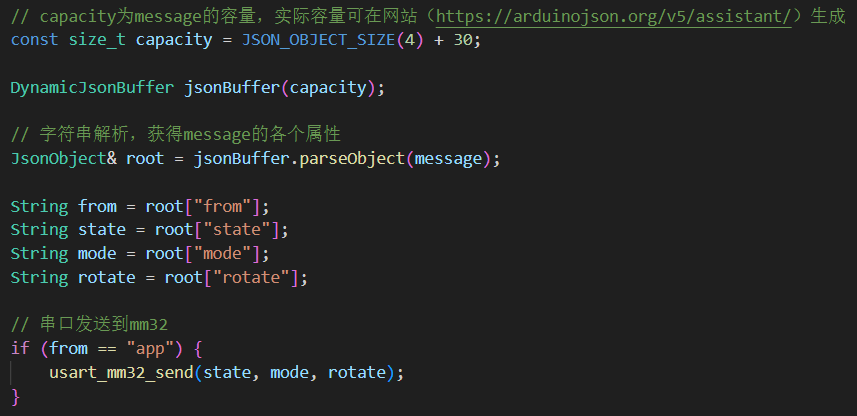 // capacity为message的容量，实际容量可在网站（https://arduinojson.org/v5/assistant/）生成
const size_t capacity = JSON_OBJECT_SIZE(4) + 30;
DynamicJsonBuffer jsonBuffer(capacity);
// 字符串解析，获得message的各个属性
JsonObject& root = jsonBuffer.parseObject(message);
String from = root["from"];
String state = root["state"];
String mode = root["mode"];
String rotate = root["rotate"];
// 串口发送到mm32
if (from == "app") {
    usart_mm32_send(state, mode, rotate);
}